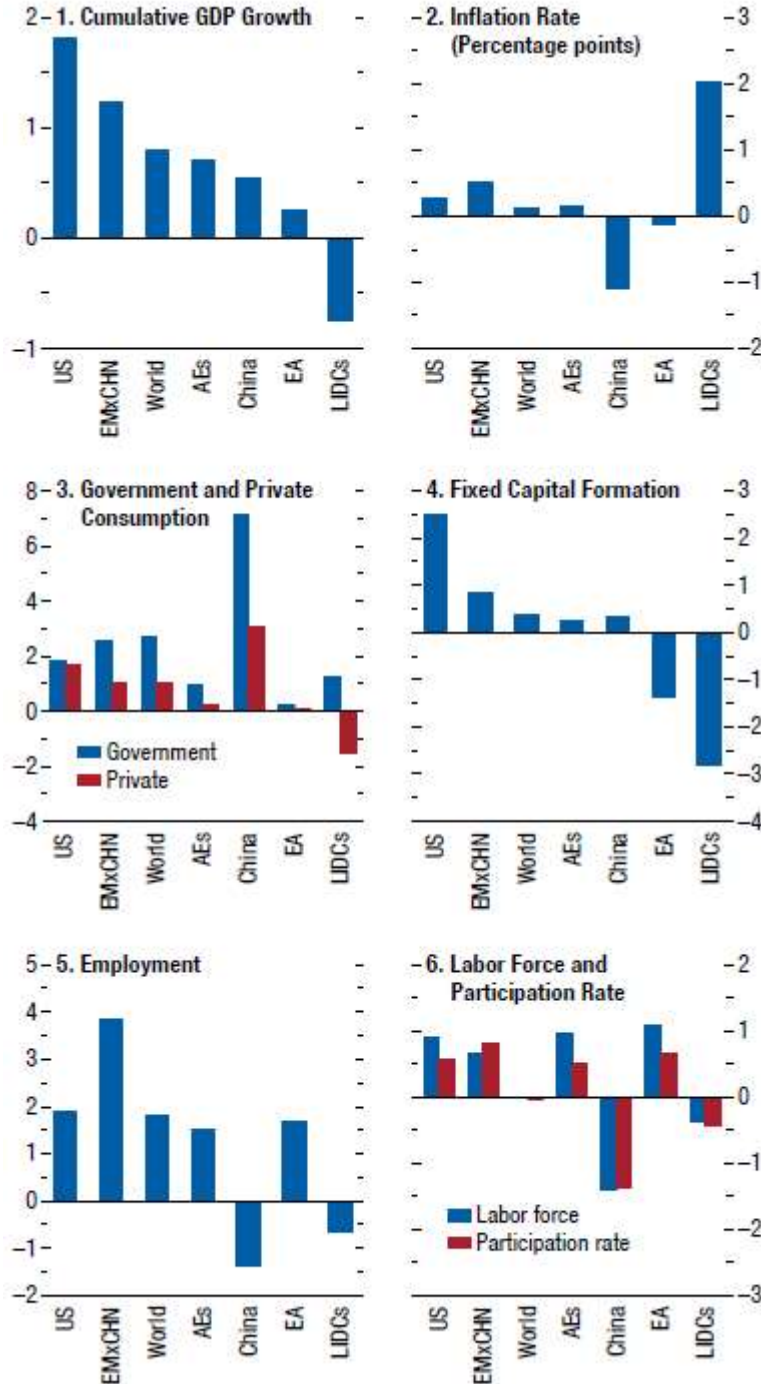 1. Cumulative GDP Growth
2
1
0
–1
US
EMxCHN
World
AEs
China
EA
LIDCs
2. Inflation Rate
(Percentage points)
3
2
1
0
–1
–2
US
EMxCHN
World
AEs
China
EA
LIDCs
3. Government and Private
Consumption
8
6
4
2
0
–2
–4
Government
Private
US
EMxCHN
World
AEs
China
EA
LIDCs
4. Fixed Capital Formation
3
2
1
0
–1
–2
–3
–4
US
EMxCHN
World
AEs
China
EA
LIDCs
5. Employment
5
4
3
2
1
0
–1
–2
US
EMxCHN
World
AEs
China
EA
LIDCs
6. Labor Force and
Participation Rate
2
1
0
–1
–2
–3
Labor force
Participation rate
US
EMxCHN
World
AEs
China
EA
LIDCs